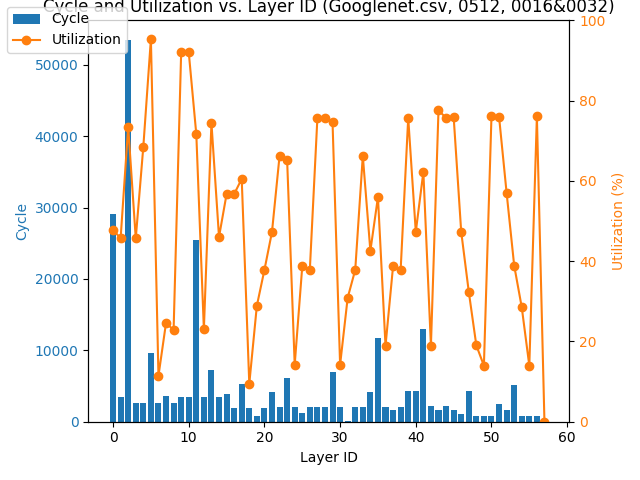 Cycle and Utilization vs. Layer ID (Googlenet.csv, 0512, 0016&0032)
Cycle
Utilization
50000
40000
30000
20000
10000
0
Cycle
100
80
60
40
20
0
Utilization (%)
0 10 20 30 40 50 60
Layer ID